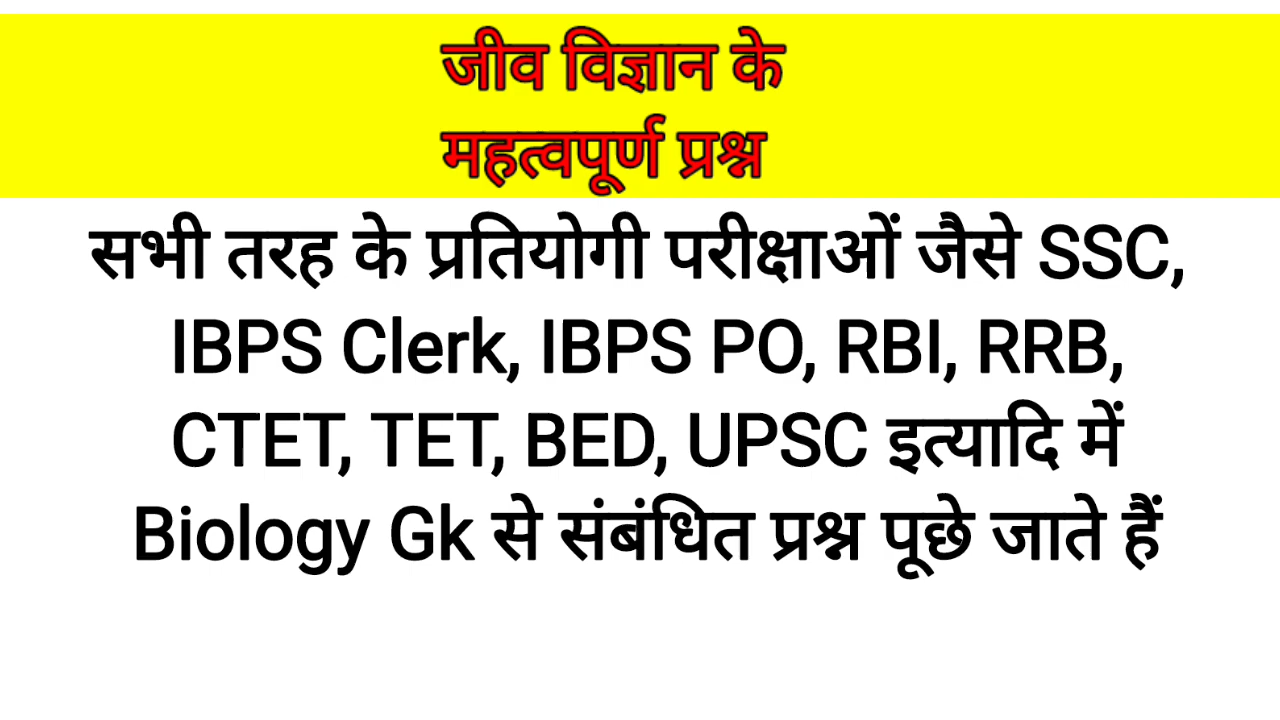 जीव विज्ञान के
महत्वपूर्ण प्रश्न
सभी तरह के प्रतियोगी परीक्षाओं जैसे SSC,
IBPS Clerk, IBPS PO, RBI, RRB,
CTET, TET, BED, UPSC इत्यादि में
Biology Gk से संबंधित प्रश्न पूछे जाते हैं